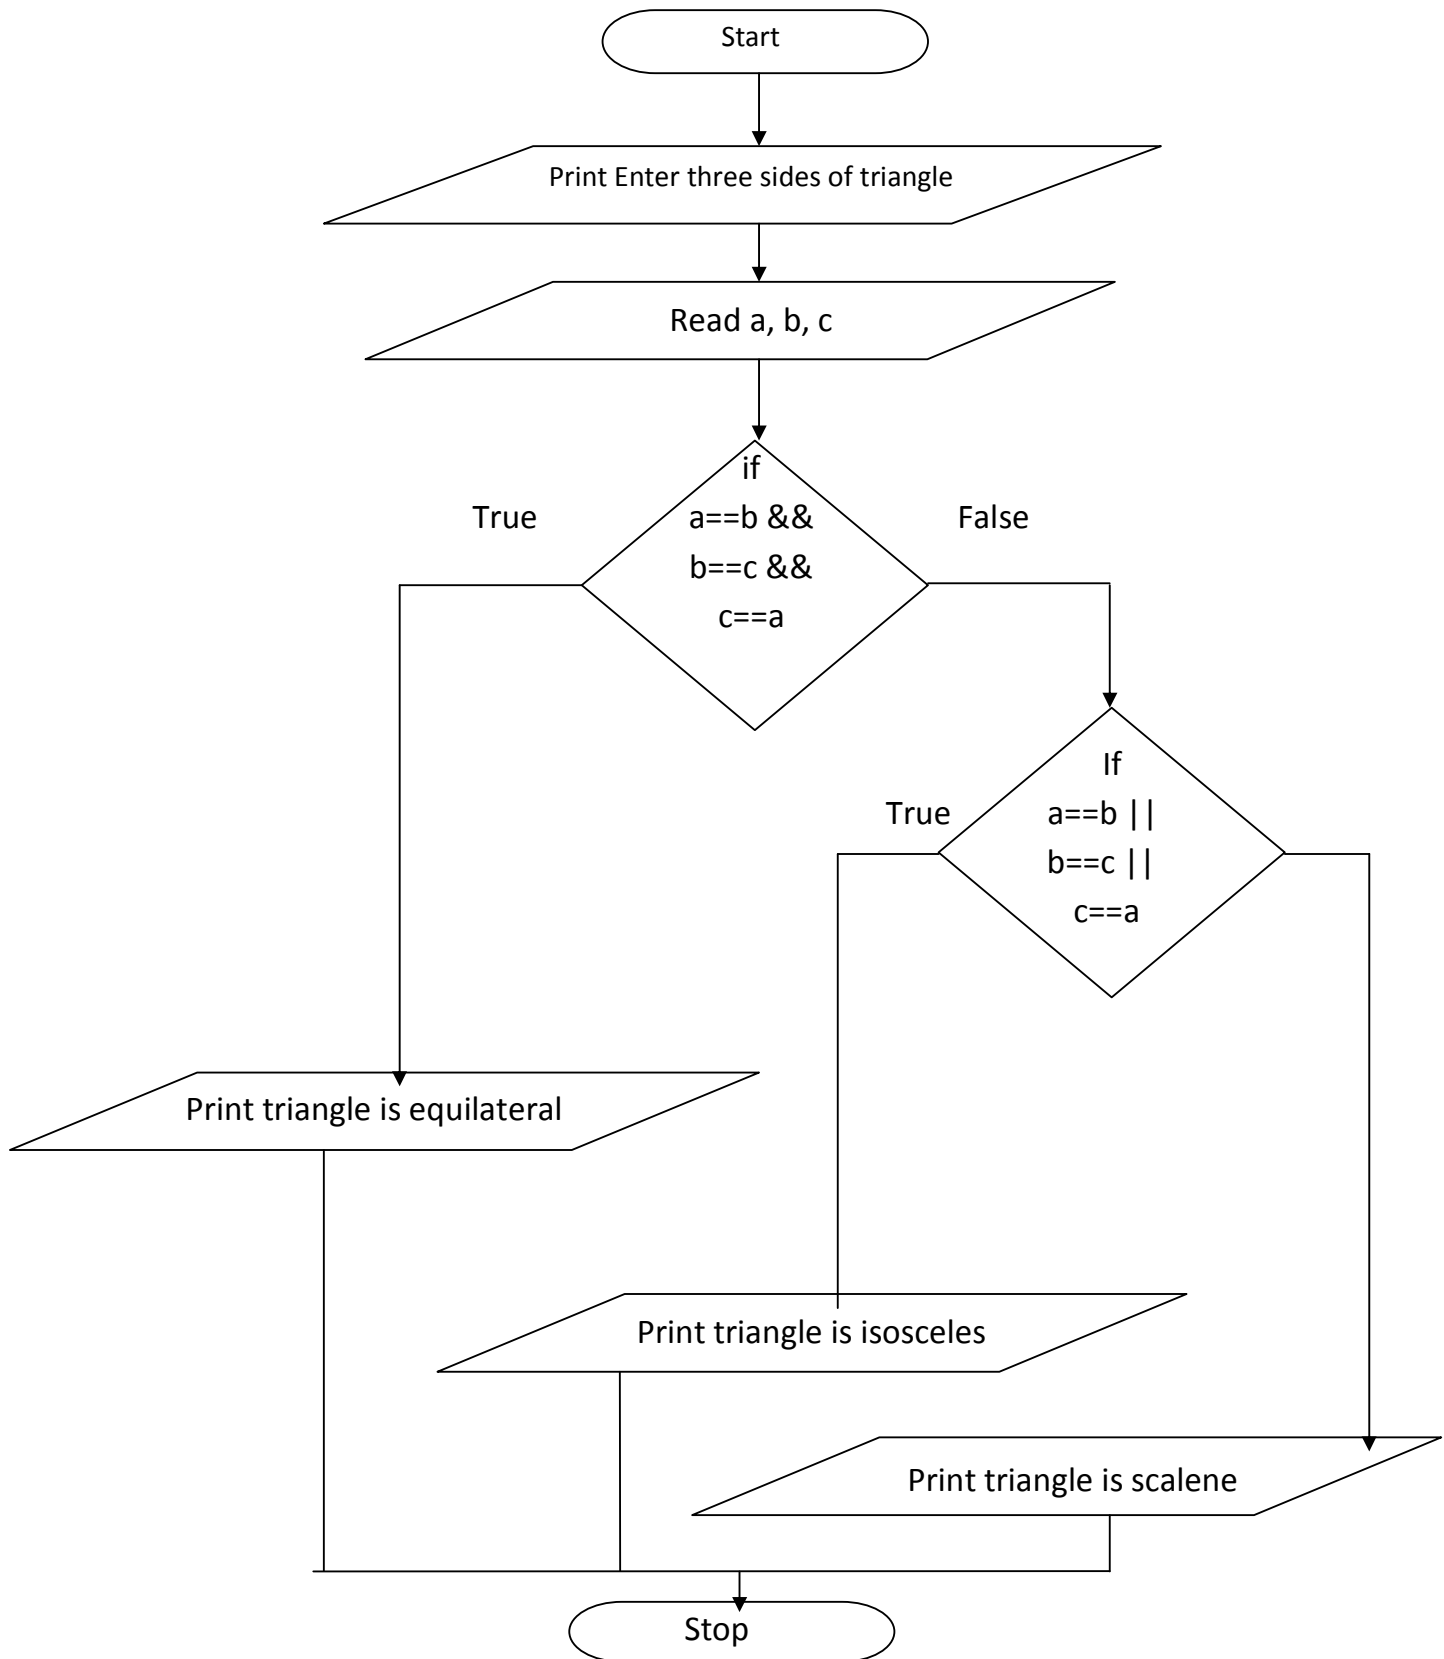 Start
Print Enter three sides of triangle
Read a, b, c
if
a==b &&
b==c &&
c==a
True
False
If
a==b ||
b==c ||
c==a
True
Print triangle is equilateral
Print triangle is isosceles
Print triangle is scalene
Stop